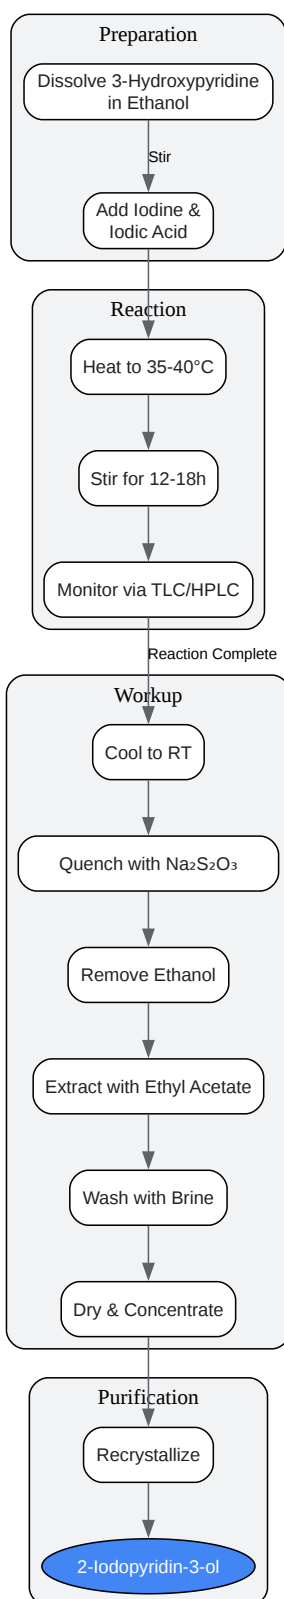 Preparation
Dissolve 3-Hydroxypyridine
in Ethanol
Stir
Add Iodine &
Iodic Acid
Reaction
Heat to 35-40°C
Stir for 12-18h
Monitor via TLC/HPLC
Reaction Complete
Workup
Cool to RT
Quench with Na₂S₂O₃
Remove Ethanol
Extract with Ethyl Acetate
Wash with Brine
Dry & Concentrate
Purification
Recrystallize
2-Iodopyridin-3-ol